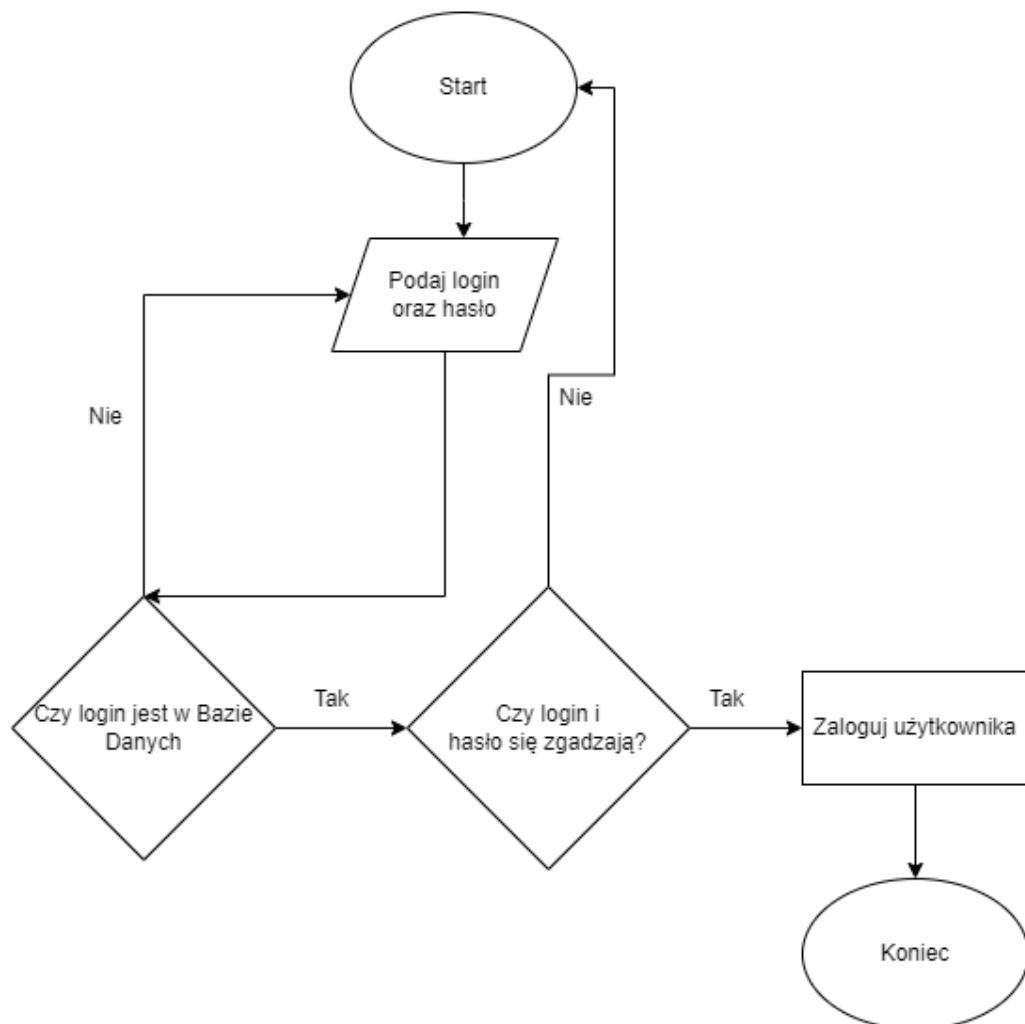 Start
Podaj login
oraz hasło
Nie
Nie
Czy login jest w Bazie
Danych
Tak
Czy login i
hasło się zgadzają?
Tak
Zaloguj użytkownika
Koniec